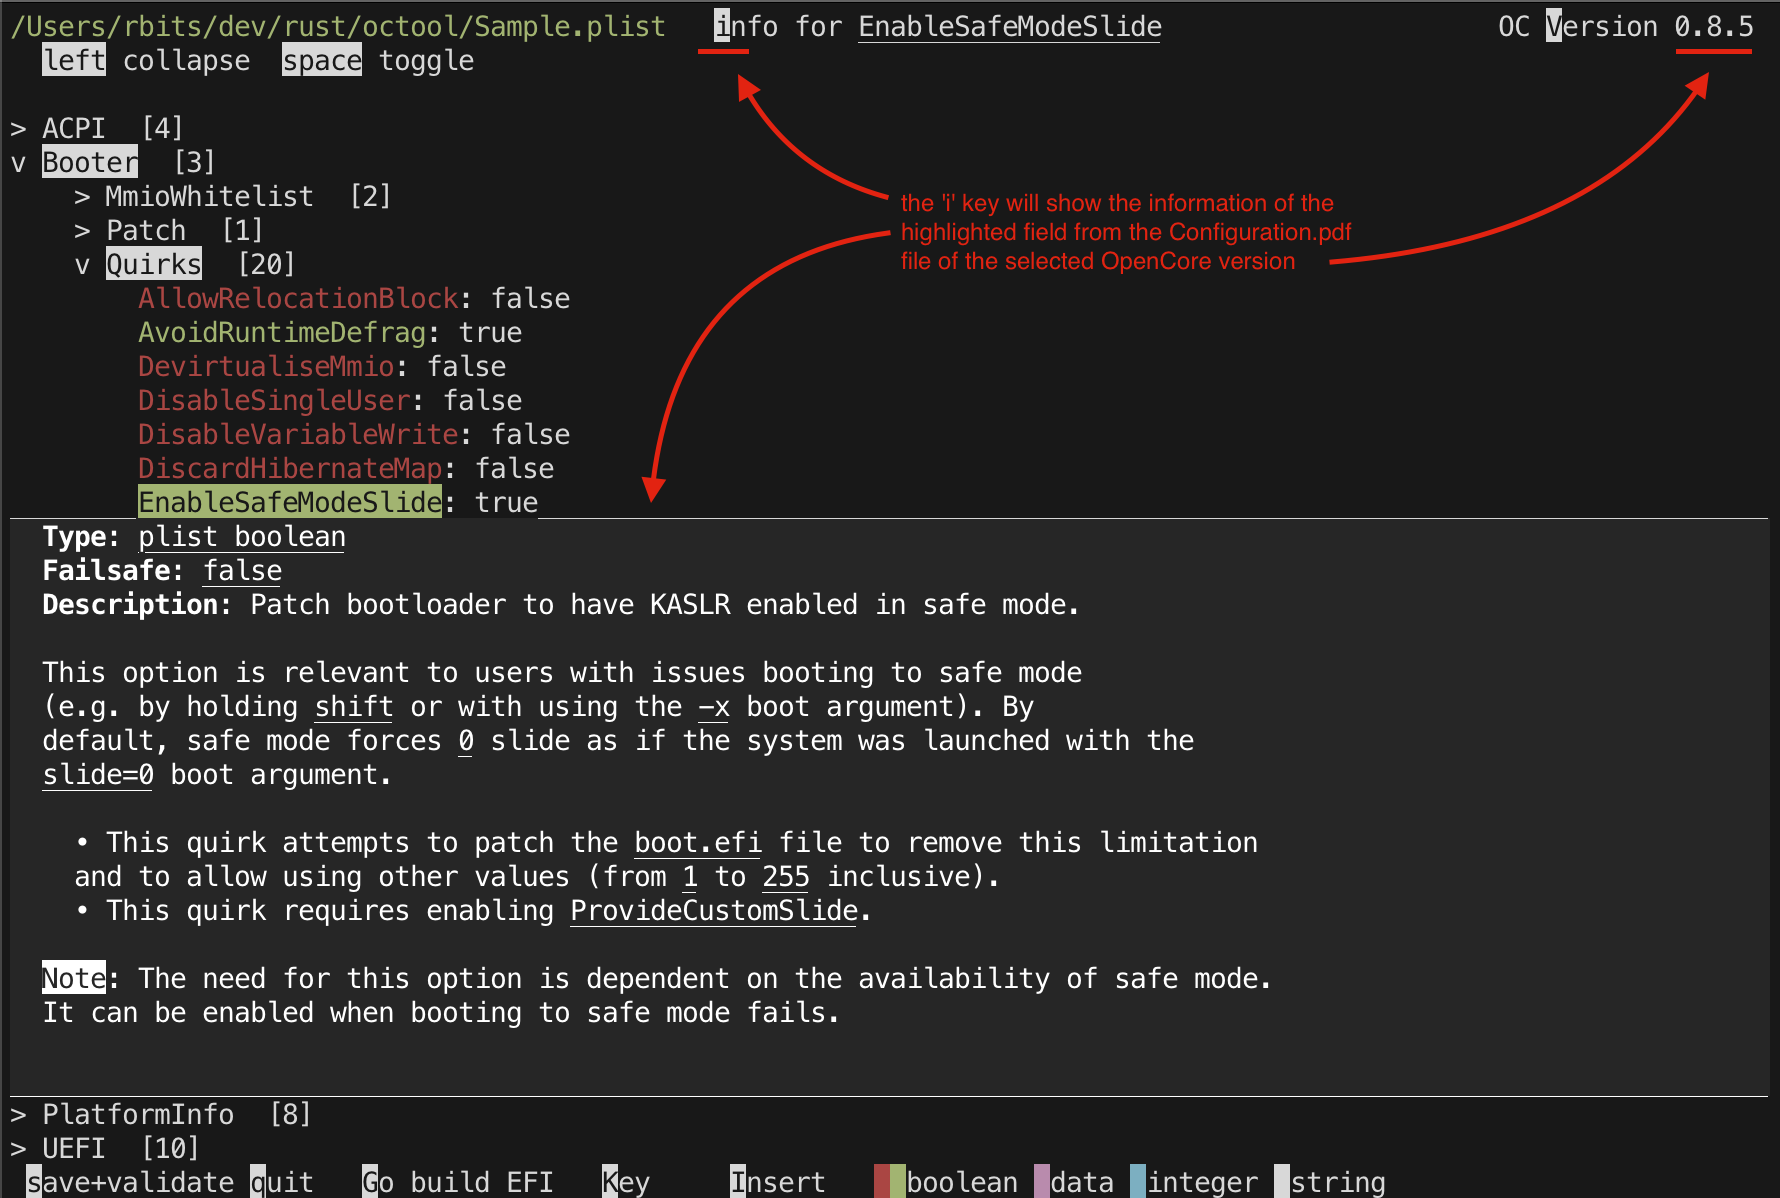 /Users/rbits/dev/rust/octool/Sample.plist   info for EnableSafeModeSlide   OC Version 0.8.5
left collapse  space toggle
> ACPI  [4]
v Booter  [3]
> MmioWhitelist  [2]
> Patch  [1]
v Quirks  [20]
the 'i' key will show the information of the
highlighted field from the Configuration.pdf
file of the selected OpenCore version
AllowRelocationBlock: false
AvoidRuntimeDefrag: true
DevirtualiseMmio: false
DisableSingleUser: false
DisableVariableWrite: false
DiscardHibernateMap: false
EnableSafeModeSlide: true
Type: plist boolean
Failsafe: false
Description: Patch bootloader to have KASLR enabled in safe mode.
This option is relevant to users with issues booting to safe mode
(e.g. by holding shift or with using the -x boot argument). By
default, safe mode forces 0 slide as if the system was launched with the
slide=0 boot argument.
• This quirk attempts to patch the boot.efi file to remove this limitation
and to allow using other values (from 1 to 255 inclusive).
• This quirk requires enabling ProvideCustomSlide.
Note: The need for this option is dependent on the availability of safe mode.
It can be enabled when booting to safe mode fails.
> PlatformInfo  [8]
> UEFI  [10]
save+validate quit   Go build EFI   Key   Insert   boolean data integer string